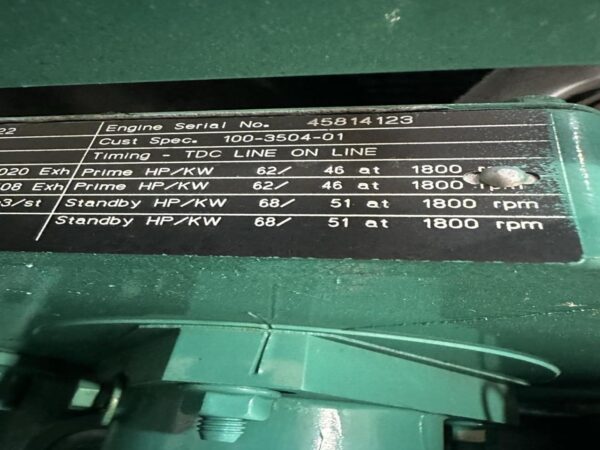 22 Engine Serial No. 45814123
Cust Spec. 100-3504-01
Timing - TDC LINE ON LINE
020 Exh Prime HP/KW 62/ 46 at 1800
08 Exh Prime HP/KW 62/ 46 at 1800 rpm
3/st Standby HP/KW 68/ 51 at 1800 rpm
Standby HP/KW 68/ 51 at 1800 rpm